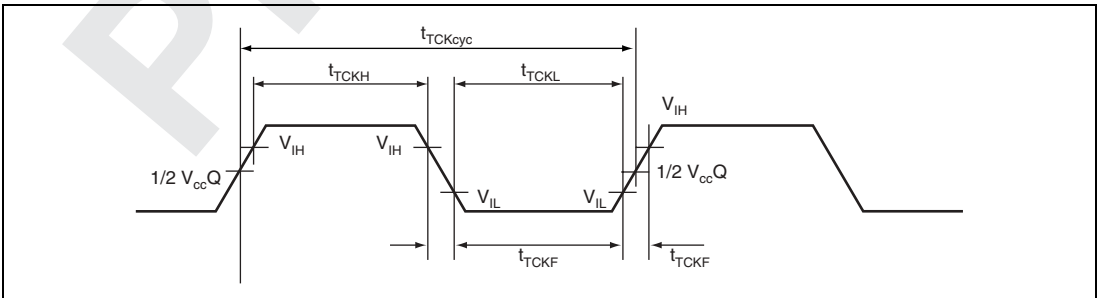 tTCKcyc
tTCKH
tTCKL
VIH
VIH
VIH
1/2 VccQ
1/2 VccQ
VIL
VIL
tTCKF
tTCKF